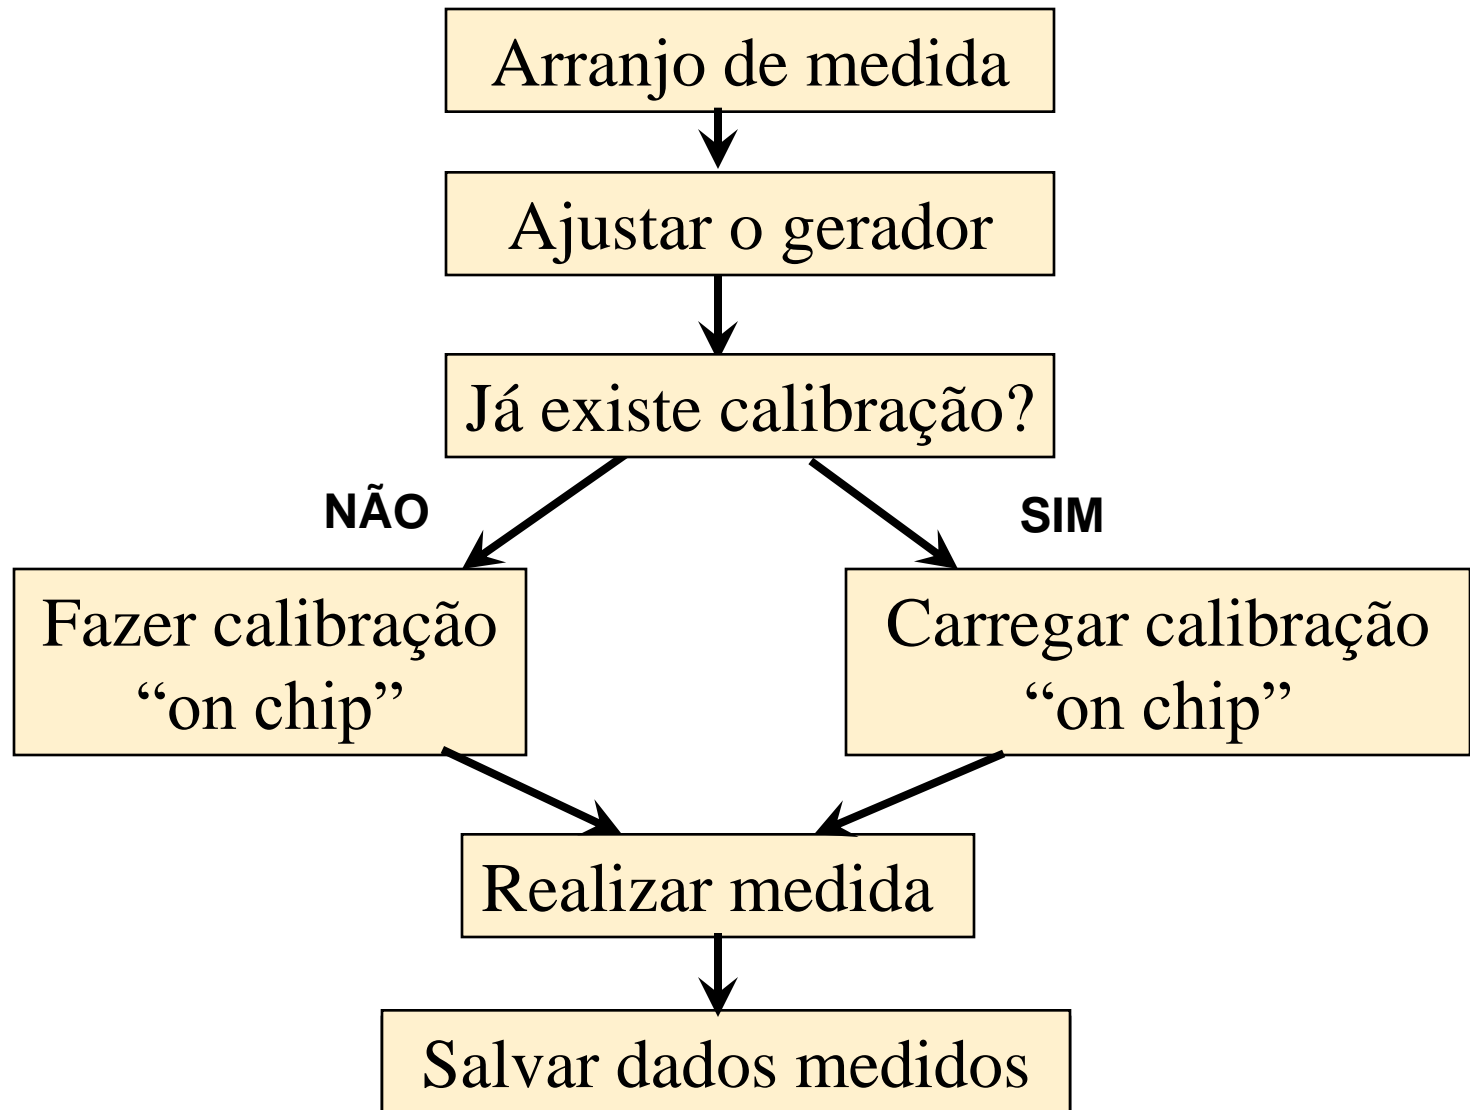 Arranjo de medida
Ajustar o gerador
Já existe calibração?
NÃO
SIM
Fazer calibração
“on chip”
Carregar calibração
“on chip”
Realizar medida
Salvar dados medidos